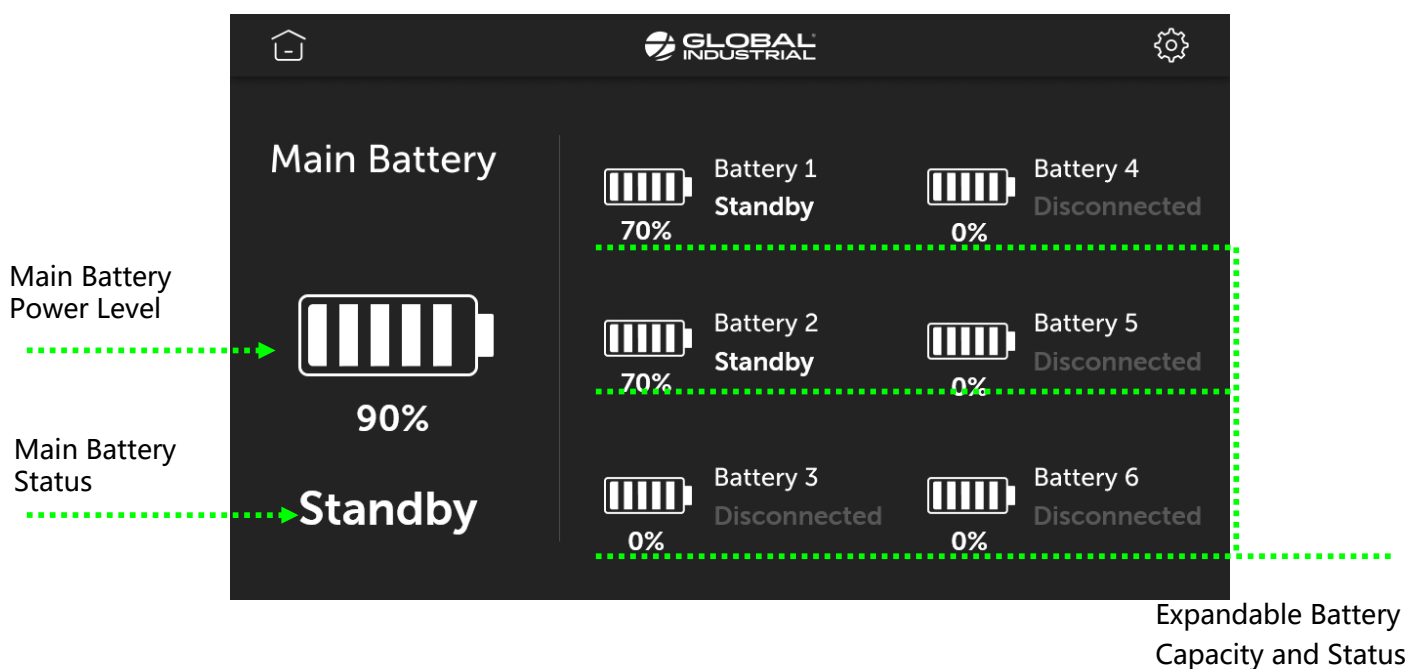 GLOBAL
INDUSTRIAL
Main Battery
Battery 1
Standby
70%
Battery 4
Disconnected
0%
Main Battery
Power Level
90%
Battery 2
Standby
70%
Battery 5
Disconnected
0%
Main Battery
Status
Standby
Battery 3
Disconnected
0%
Battery 6
Disconnected
0%
Expandable Battery
Capacity and Status